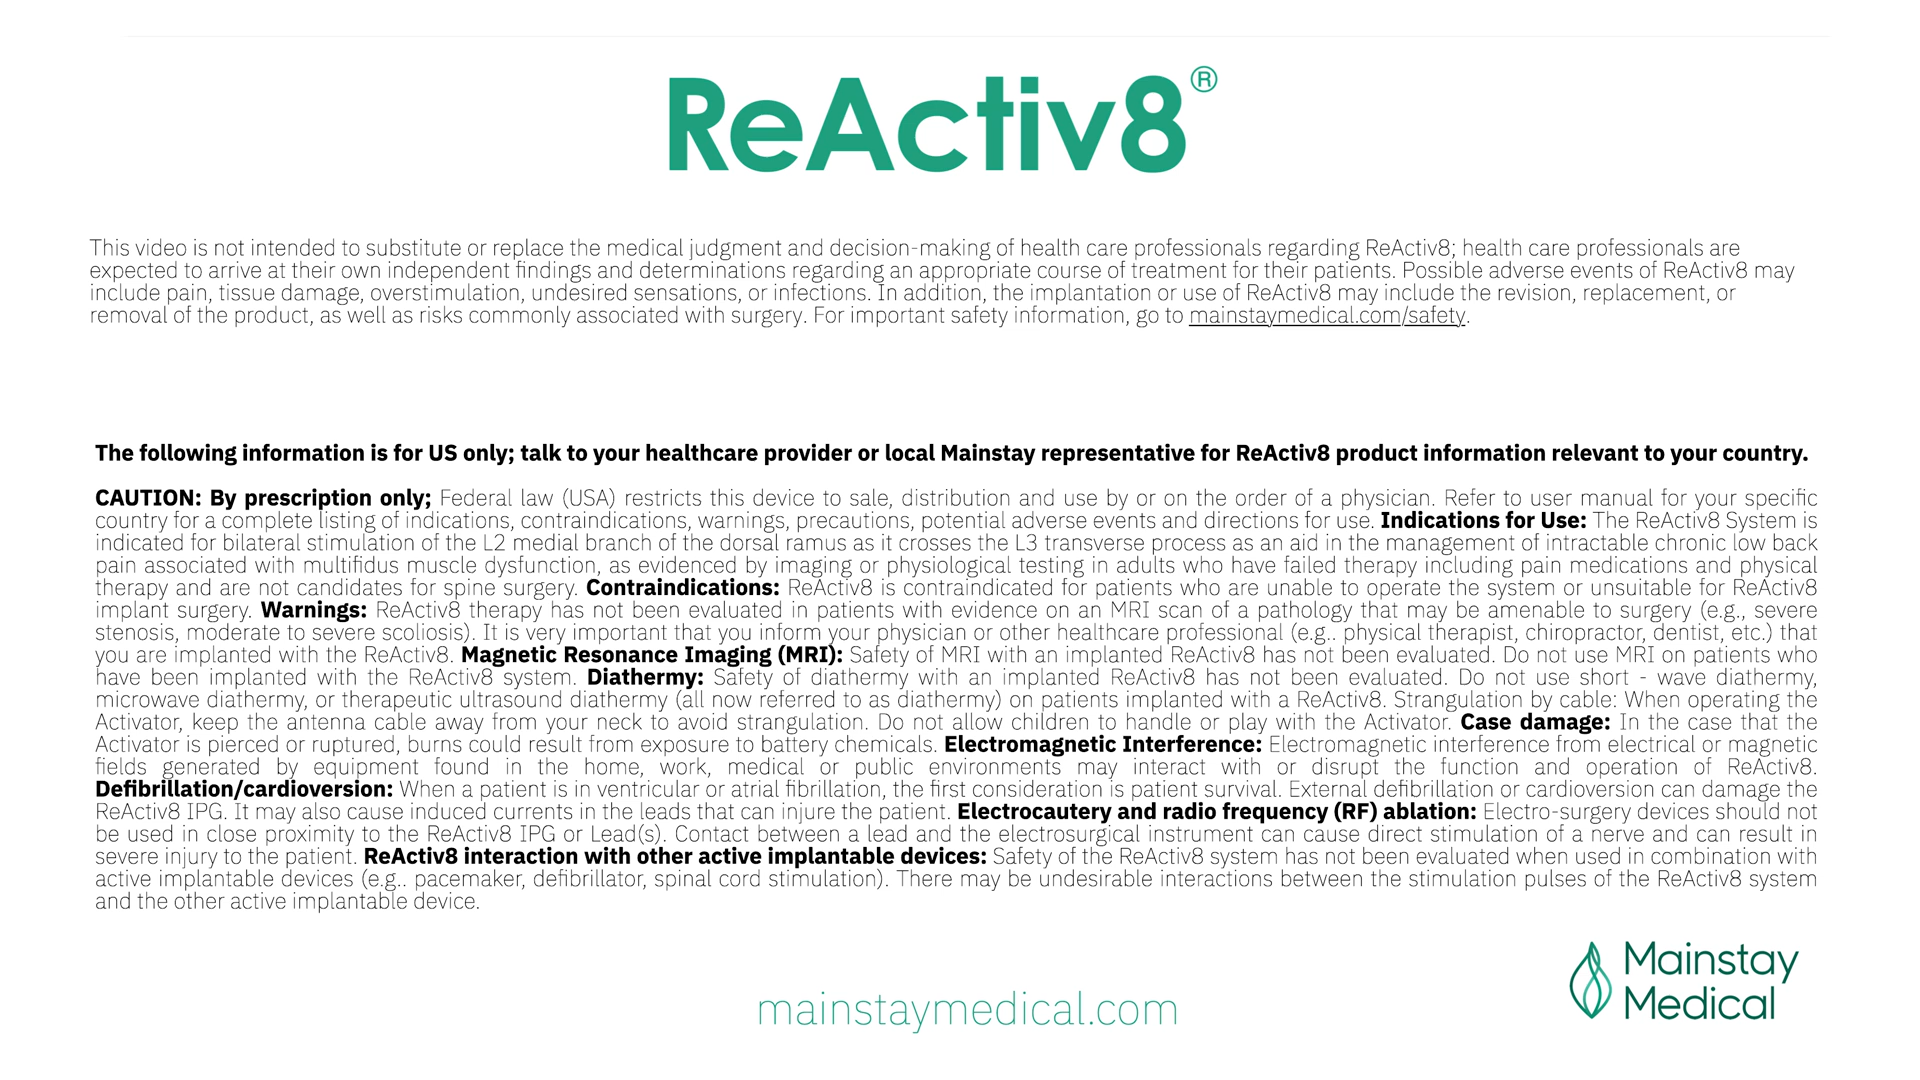 ReActiv8®
This video is not intended to substitute or replace the medical judgment and decision-making of health care professionals regarding ReActiv8; health care professionals are
expected to arrive at their own independent findings and determinations regarding an appropriate course of treatment for their patients. Possible adverse events of ReActiv8 may
include pain, tissue damage, overstimulation, undesired sensations, or infections. In addition, the implantation or use of ReActiv8 may include the revision, replacement, or
removal of the product, as well as risks commonly associated with surgery. For important safety information, go to mainstaymedical.com/safety.
The following information is for US only; talk to your healthcare provider or local Mainstay representative for ReActiv8 product information relevant to your country.
CAUTION: By prescription only; Federal law (USA) restricts this device to sale, distribution and use by or on the order of a physician. Refer to user manual for your specific
country for a complete listing of indications, contraindications, warnings, precautions, potential adverse events and directions for use. Indications for Use: The ReActiv8 System is
indicated for bilateral stimulation of the L2 medial branch of the dorsal ramus as it crosses the L3 transverse process as an aid in the management of intractable chronic low back
pain associated with multifidus muscle dysfunction, as evidenced by imaging or physiological testing in adults who have failed therapy including pain medications and physical
therapy and are not candidates for spine surgery. Contraindications: ReActiv8 is contraindicated for patients who are unable to operate the system or unsuitable for ReActiv8
implant surgery. Warnings: ReActiv8 therapy has not been evaluated in patients with evidence on an MRI scan of a pathology that may be amenable to surgery (e.g., severe
stenosis, moderate to severe scoliosis). It is very important that you inform your physician or other healthcare professional (e.g.. physical therapist, chiropractor, dentist, etc.) that
you are implanted with the ReActiv8. Magnetic Resonance Imaging (MRI): Safety of MRI with an implanted ReActiv8 has not been evaluated. Do not use MRI on patients who
have been implanted with the ReActiv8 system. Diathermy: Safety of diathermy with an implanted ReActiv8 has not been evaluated. Do not use short - wave diathermy,
microwave diathermy, or therapeutic ultrasound diathermy (all now referred to as diathermy) on patients implanted with a ReActiv8. Strangulation by cable: When operating the
Activator, keep the antenna cable away from your neck to avoid strangulation. Do not allow children to handle or play with the Activator. Case damage: In the case that the
Activator is pierced or ruptured, burns could result from exposure to battery chemicals. Electromagnetic Interference: Electromagnetic interference from electrical or magnetic
fields generated by equipment found in the home, work, medical or public environments may interact with or disrupt the function and operation of ReActiv8.
Defibrillation/cardioversion: When a patient is in ventricular or atrial fibrillation, the first consideration is patient survival. External defibrillation or cardioversion can damage the
ReActiv8 IPG. It may also cause induced currents in the leads that can injure the patient. Electrocautery and radio frequency (RF) ablation: Electro-surgery devices should not
be used in close proximity to the ReActiv8 IPG or Lead(s). Contact between a lead and the electrosurgical instrument can cause direct stimulation of a nerve and can result in
severe injury to the patient. ReActiv8 interaction with other active implantable devices: Safety of the ReActiv8 system has not been evaluated when used in combination with
active implantable devices (e.g.. pacemaker, defibrillator, spinal cord stimulation). There may be undesirable interactions between the stimulation pulses of the ReActiv8 system
and the other active implantable device.
Mainstay
Medical
mainstaymedical.com